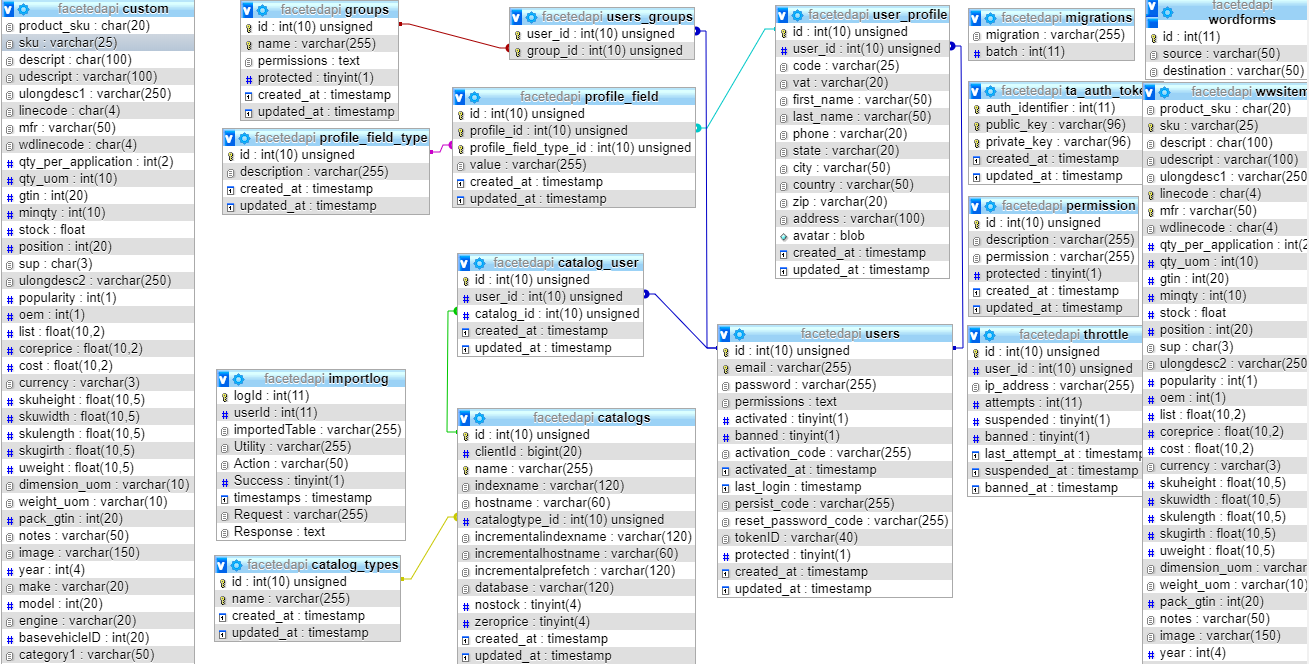 facetedapi custom
product_sku : char(20)
sku : varchar(25)
descript : char(100)
udescript : varchar(100)
ulongdesc1 : varchar(250)
linecode : char(4)
mfr : varchar(50)
wdlinecode : char(4)
qty_per_application : int(2)
qty_uom : int(10)
gtin : int(20)
minqty : int(10)
stock : float
position : int(20)
sup : char(3)
ulongdesc2 : varchar(250)
popularity : int(1)
oem : int(1)
list : float(10,2)
coreprice : float(10,2)
cost : float(10,2)
currency : varchar(3)
skuheight : float(10,5)
skuwidth : float(10,5)
skulength : float(10,5)
skugirth : float(10,5)
uweight : float(10,5)
dimension_uom : varchar(10)
weight_uom : varchar(10)
pack_gtin : int(20)
notes : varchar(50)
image : varchar(150)
year : int(4)
make : varchar(20)
model : int(20)
engine : varchar(20)
basevehicleID : int(20)
category1 : varchar(50)
facetedapi groups
id : int(10) unsigned
name : varchar(255)
permissions : text
protected : tinyint(1)
created_at : timestamp
updated_at : timestamp
facetedapi profile_field_type
id : int(10) unsigned
description : varchar(255)
created_at : timestamp
updated_at : timestamp
facetedapi importlog
logId : int(11)
userId : int(11)
importedTable : varchar(255)
Utility : varchar(255)
Action : varchar(50)
Success : tinyint(1)
timestamps : timestamp
Request : varchar(255)
Response : text
facetedapi catalog_types
id : int(10) unsigned
name : varchar(255)
created_at : timestamp
updated_at : timestamp
facetedapi users_groups
user_id : int(10) unsigned
group_id : int(10) unsigned
facetedapi profile_field
id : int(10) unsigned
profile_id : int(10) unsigned
profile_field_type_id : int(10) unsigned
value : varchar(255)
created_at : timestamp
updated_at : timestamp
facetedapi catalog_user
id : int(10) unsigned
user_id : int(10) unsigned
catalog_id : int(10) unsigned
created_at : timestamp
updated_at : timestamp
facetedapi catalogs
id : int(10) unsigned
clientId : bigint(20)
name : varchar(255)
indexname : varchar(120)
hostname : varchar(60)
catalogtype_id : int(10) unsigned
incrementalindexname : varchar(120)
incrementalhostname : varchar(60)
incrementalprefetch : varchar(120)
database : varchar(120)
nostock : tinyint(4)
zeroprice : tinyint(4)
created_at : timestamp
updated_at : timestamp
facetedapi user_profile
id : int(10) unsigned
user_id : int(10) unsigned
code : varchar(25)
vat : varchar(20)
first_name : varchar(50)
last_name : varchar(50)
phone : varchar(20)
state : varchar(20)
city : varchar(50)
country : varchar(50)
zip : varchar(20)
address : varchar(100)
avatar : blob
created_at : timestamp
updated_at : timestamp
facetedapi users
id : int(10) unsigned
email : varchar(255)
password : varchar(255)
permissions : text
activated : tinyint(1)
banned : tinyint(1)
activation_code : varchar(255)
activated_at : timestamp
last_login : timestamp
persist_code : varchar(255)
reset_password_code : varchar(255)
tokenID : varchar(40)
protected : tinyint(1)
created_at : timestamp
updated_at : timestamp
facetedapi migrations
migration : varchar(255)
batch : int(11)
facetedapi ta_auth_toke
auth_identifier : int(11)
public_key : varchar(96)
private_key : varchar(96)
created_at : timestamp
updated_at : timestamp
facetedapi permission
id : int(10) unsigned
description : varchar(255)
permission : varchar(255)
protected : tinyint(1)
created_at : timestamp
updated_at : timestamp
facetedapi throttle
id : int(10) unsigned
user_id : int(10) unsigned
ip_address : varchar(255)
attempts : int(11)
suspended : tinyint(1)
banned : tinyint(1)
last_attempt_at : timestamp
suspended_at : timestamp
banned_at : timestamp
facetedapi
wordforms
id : int(11)
source : varchar(50)
destination : varchar(50)
facetedapi wwsitem
product_sku : char(20)
sku : varchar(25)
descript : char(100)
udescript : varchar(100)
ulongdesc1 : varchar(250
linecode : char(4)
mfr : varchar(50)
wdlinecode : char(4)
qty_per_application : int(2
qty_uom : int(10)
gtin : int(20)
minqty : int(10)
stock : float
position : int(20)
sup : char(3)
ulongdesc2 : varchar(250
popularity : int(1)
oem : int(1)
list : float(10,2)
coreprice : float(10,2)
cost : float(10,2)
currency : varchar(3)
skuheight : float(10,5)
skuwidth : float(10,5)
skulength : float(10,5)
skugirth : float(10,5)
uweight : float(10,5)
dimension_uom : varchar
weight_uom : varchar(10)
pack_gtin : int(20)
notes : varchar(50)
image : varchar(150)
year : int(4)